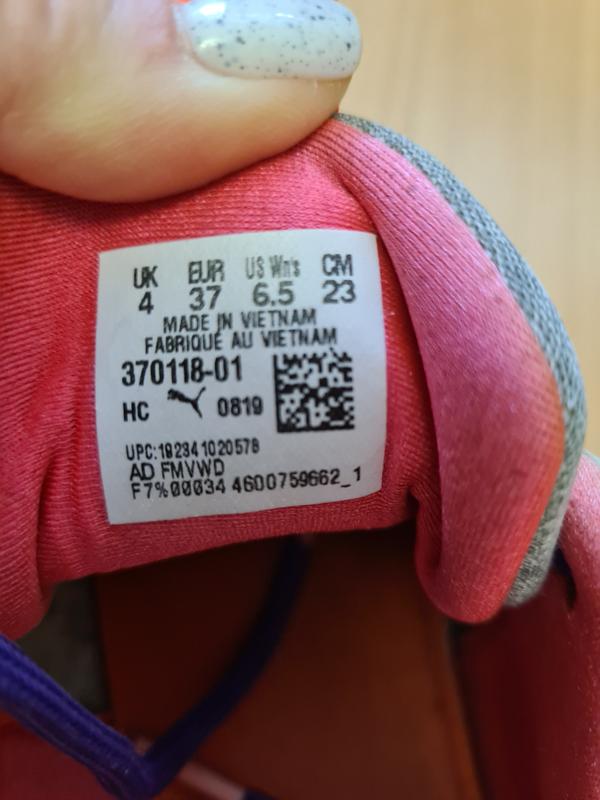 UK EUR US Wn's CM
4 37 6.5 23
MADE IN VIETNAM
FABRIQUÉ AU VIETNAM
370118-01
HC 0819
UPC:192341020578
AD FMVWD
F7%00034 4600759662_1